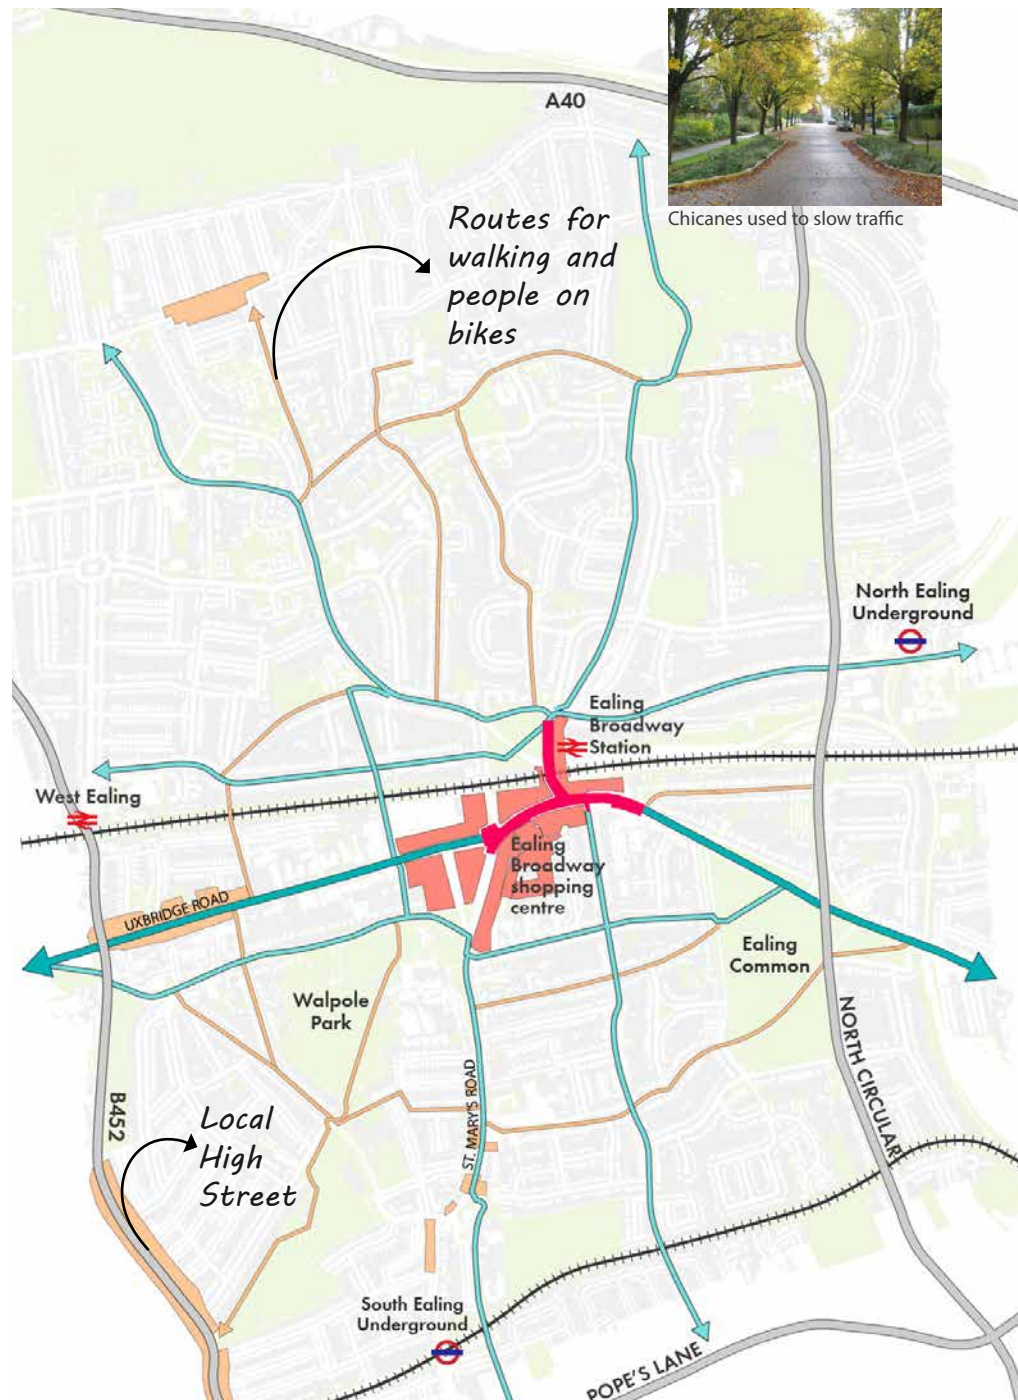 A40
Chicanes used to slow traffic
Routes for
walking and
people on
bikes
North Ealing
Underground
Ealing
Broadway
Station
West Ealing
Ealing
Broadway
shopping
centre
UXBRIDGE ROAD
Ealing
Common
Walpole
Park
NORTH CIRCULAR
ST. MARY'S ROAD
B452
Local
High
Street
South Ealing
Underground
POPE'S LANE